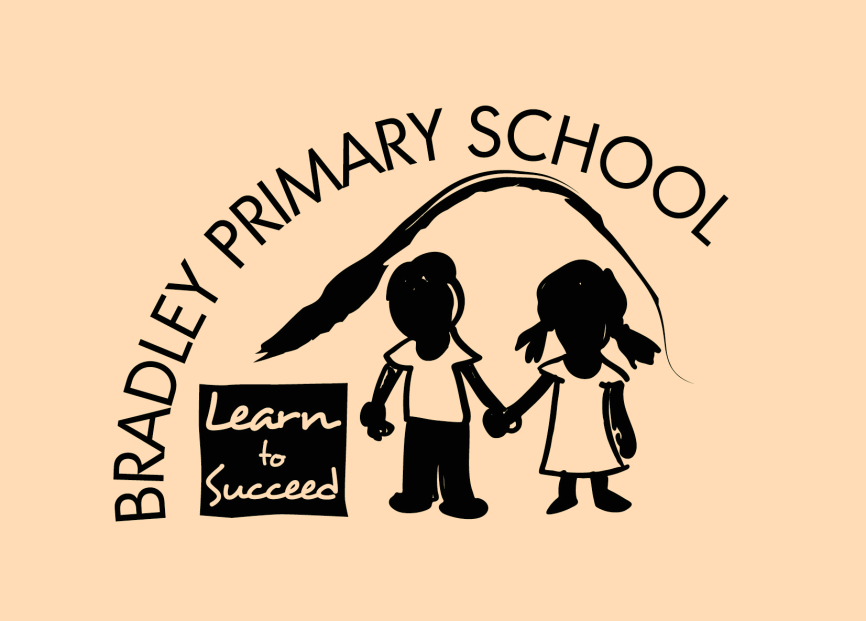 BRADLEY PRIMARY SCHOOL
Learn
to
Succeed